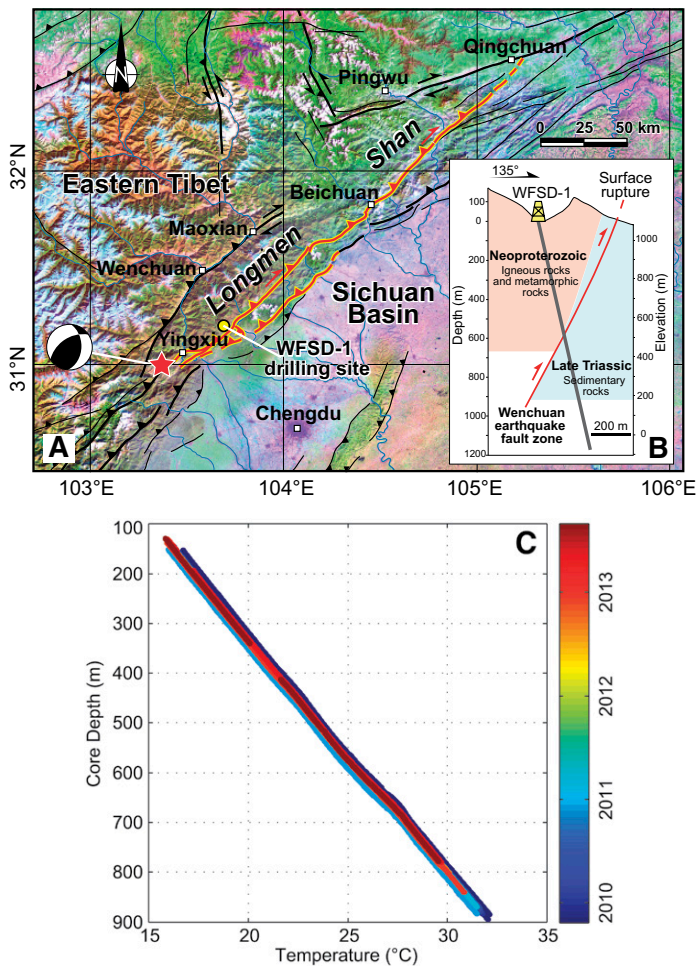 N
Qingchuan
Pingwu
0 25 50 km
32°N
Shan
Eastern Tibet
Beichuan
Maoxian
Longmen
Wenchuan
Sichuan
Basin
Yingxiu
WFSD-1
drilling site
31°N
Chengdu
A
103°E 104°E 105°E 106°E
135°
WFSD-1
Surface
rupture
100
0
200
400
600
800
1000
1200
Depth (m)
1000
800
600
400
200
0
Elevation (m)
Neoproterozoic
Igneous rocks
and metamorphic
rocks
Late Triassic
Sedimentary
rocks
Wenchuan
earthquake
fault zone
200 m
B
C
100
200
300
400
500
600
700
800
900
Core Depth (m)
15 20 25 30 35
Temperature (°C)
2013
2012
2011
2010